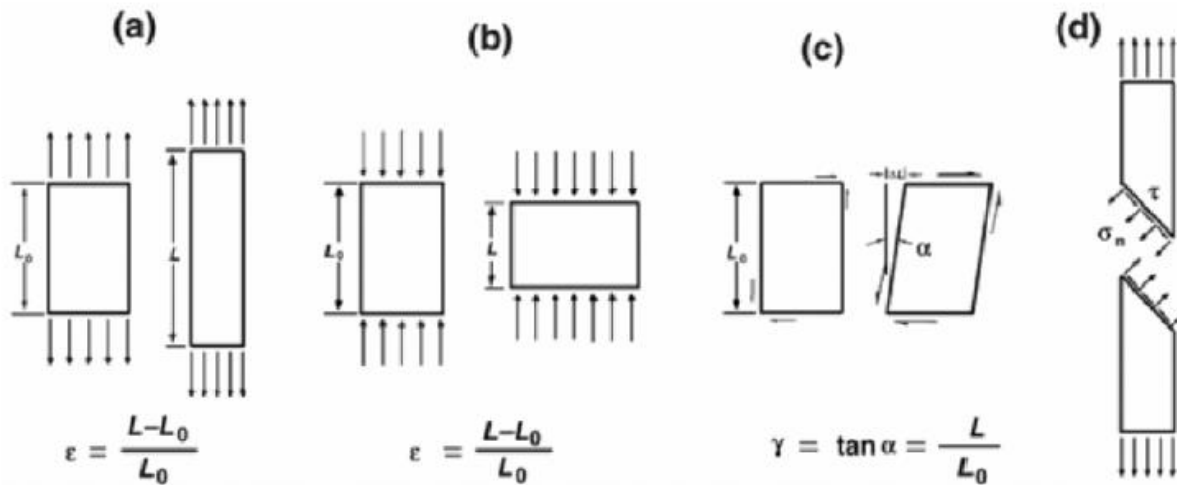 (a)
(b)
(c)
(d)
L₀
L
L₀
L
L₀
α
τ
σₙ
ε = L–L₀ / L₀
ε = L–L₀ / L₀
γ = tan α = L / L₀